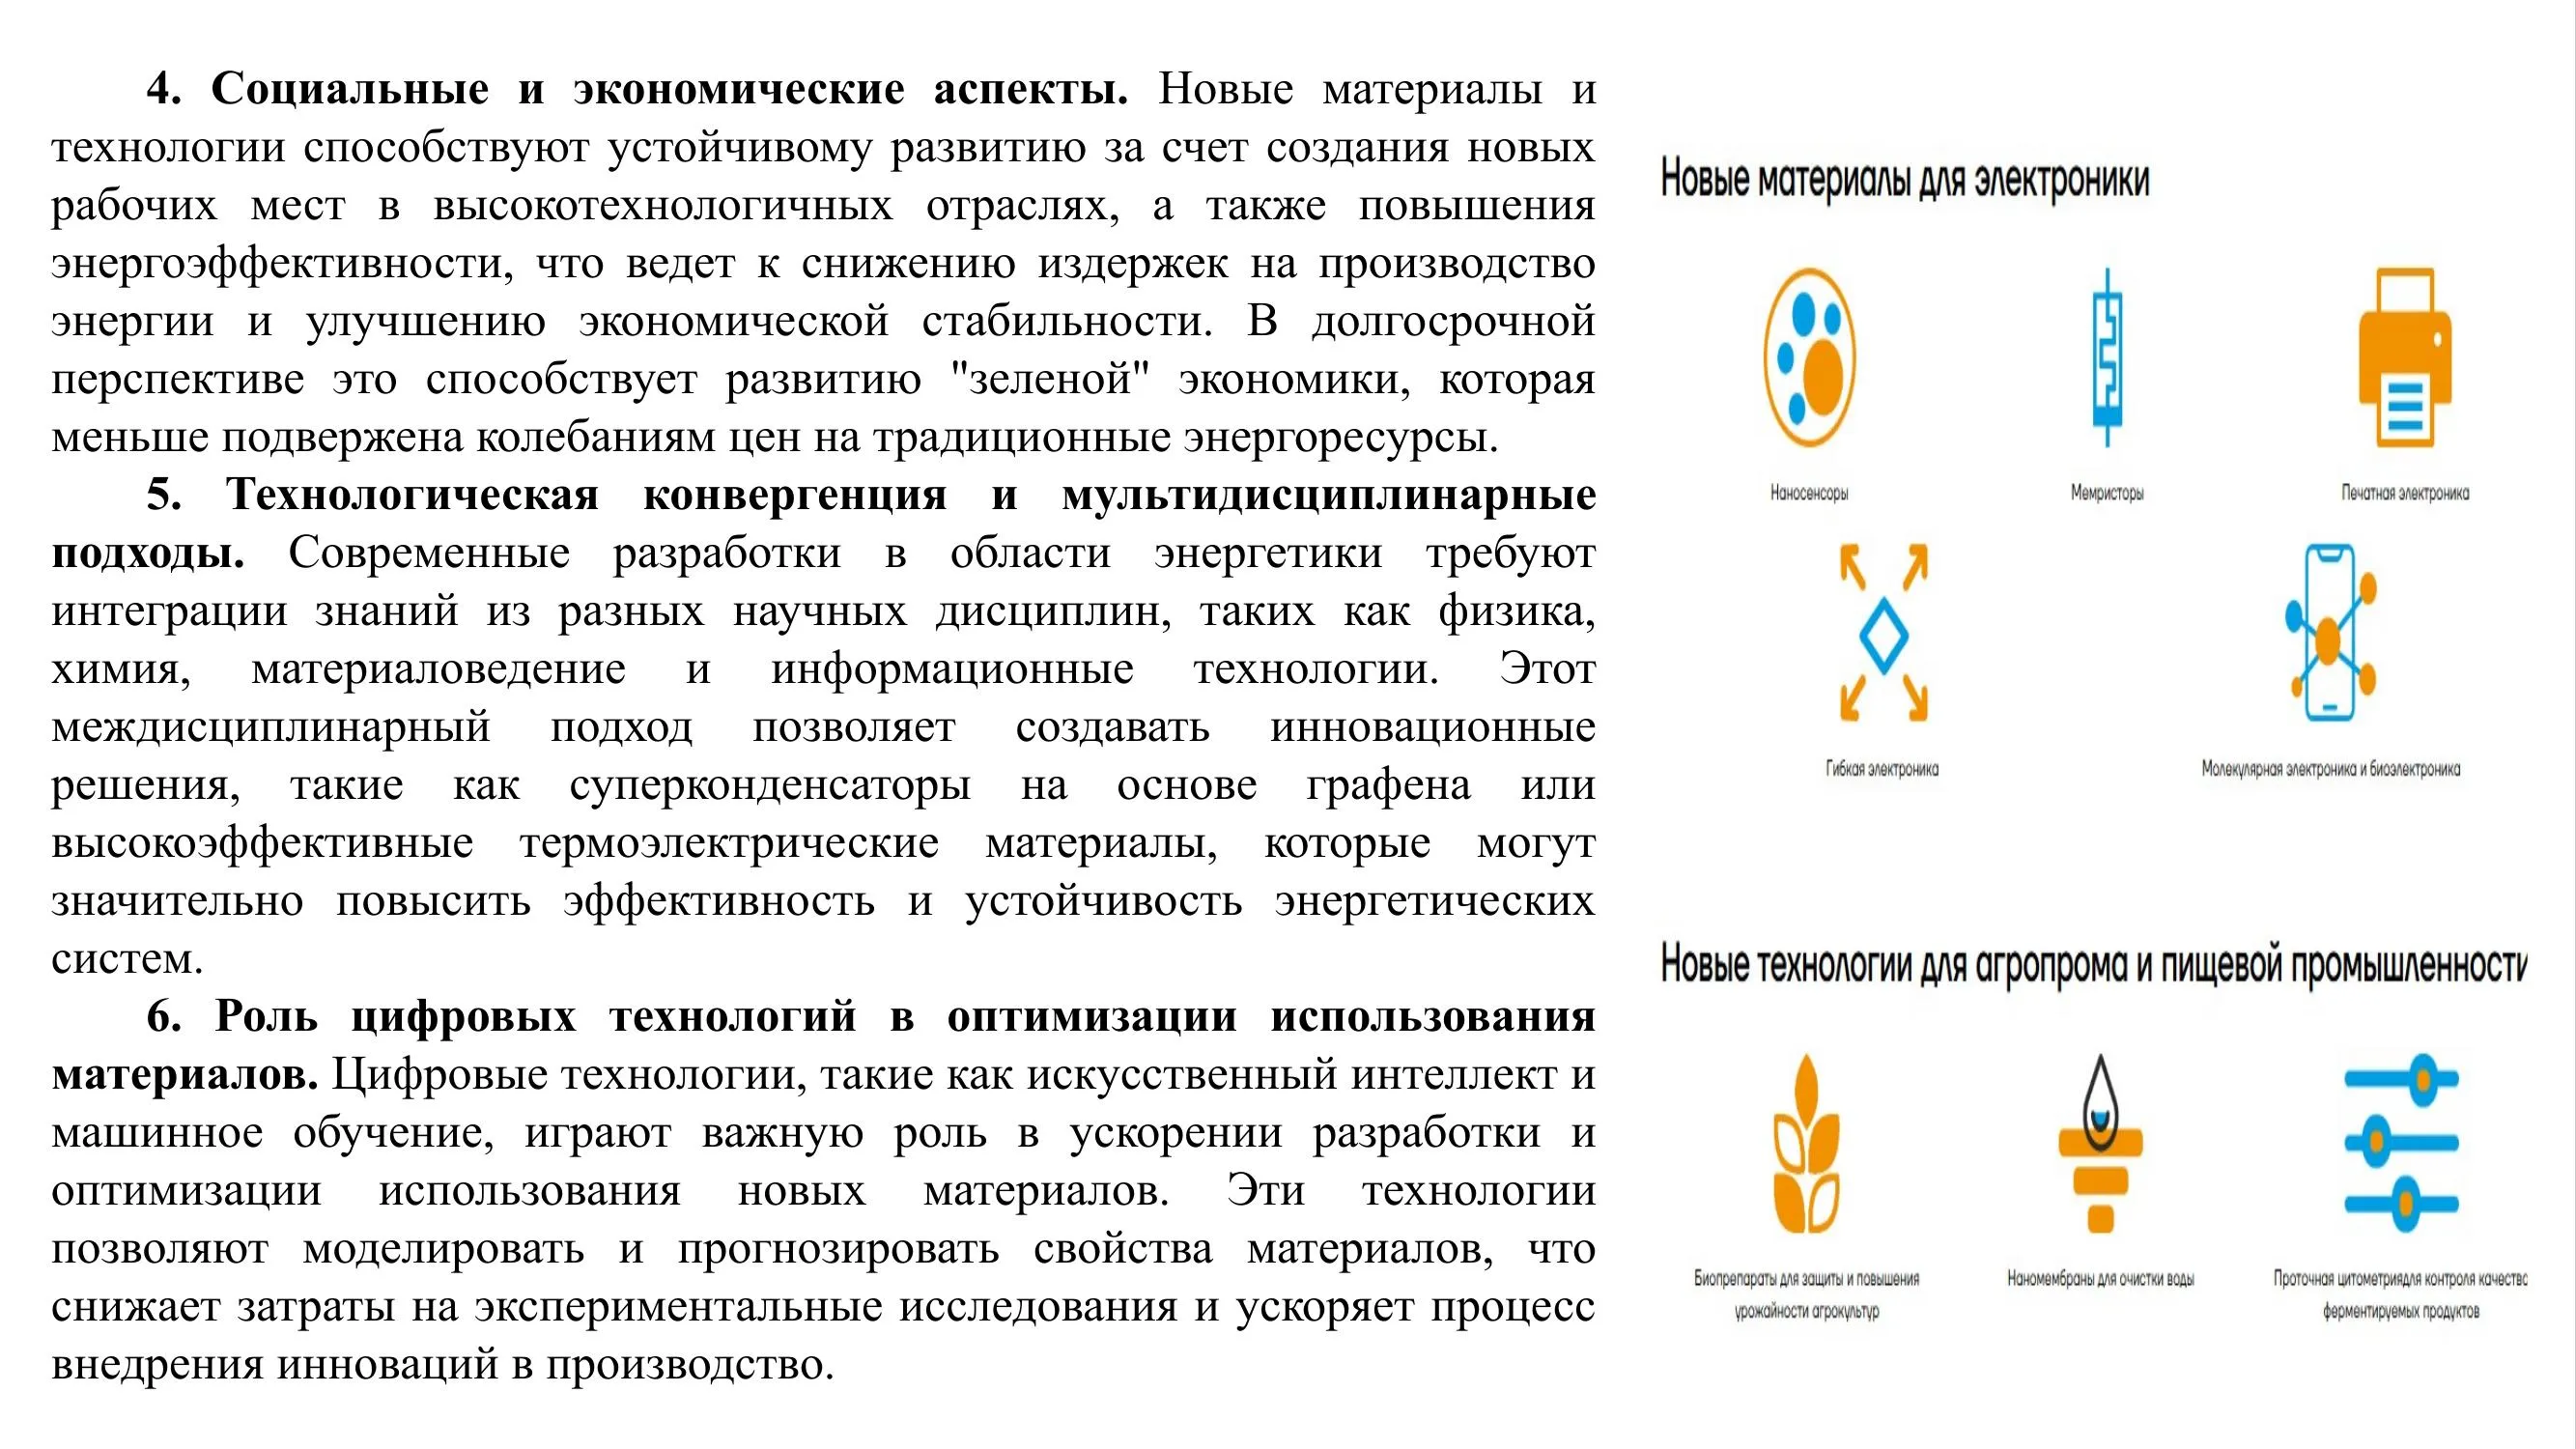 4. Социальные и экономические аспекты. Новые материалы и
технологии способствуют устойчивому развитию за счет создания новых
рабочих мест в высокотехнологичных отраслях, а также повышения
энергоэффективности, что ведет к снижению издержек на производство
энергии и улучшению экономической стабильности. В долгосрочной
перспективе это способствует развитию "зеленой" экономики, которая
меньше подвержена колебаниям цен на традиционные энергоресурсы.
5. Технологическая конвергенция и мультидисциплинарные
подходы. Современные разработки в области энергетики требуют
интеграции знаний из разных научных дисциплин, таких как физика,
химия, материаловедение и информационные технологии. Этот
междисциплинарный подход позволяет создавать инновационные
решения, такие как суперконденсаторы на основе графена или
высокоэффективные термоэлектрические материалы, которые могут
значительно повысить эффективность и устойчивость энергетических
систем.
6. Роль цифровых технологий в оптимизации использования
материалов. Цифровые технологии, такие как искусственный интеллект и
машинное обучение, играют важную роль в ускорении разработки и
оптимизации использования новых материалов. Эти технологии
позволяют моделировать и прогнозировать свойства материалов, что
снижает затраты на экспериментальные исследования и ускоряет процесс
внедрения инноваций в производство.
Новые материалы для электроники
Наносенсоры
Мемристоры
Печатная электроника
Гибкая электроника
Молекулярная электроника и биоэлектроника
Новые технологии для агропрома и пищевой промышленности
Биопрепараты для защиты и повышения
урожайности агрокультур
Наномембраны для очистки воды
Проточная цитометриядля контроля качества
ферментируемых продуктов